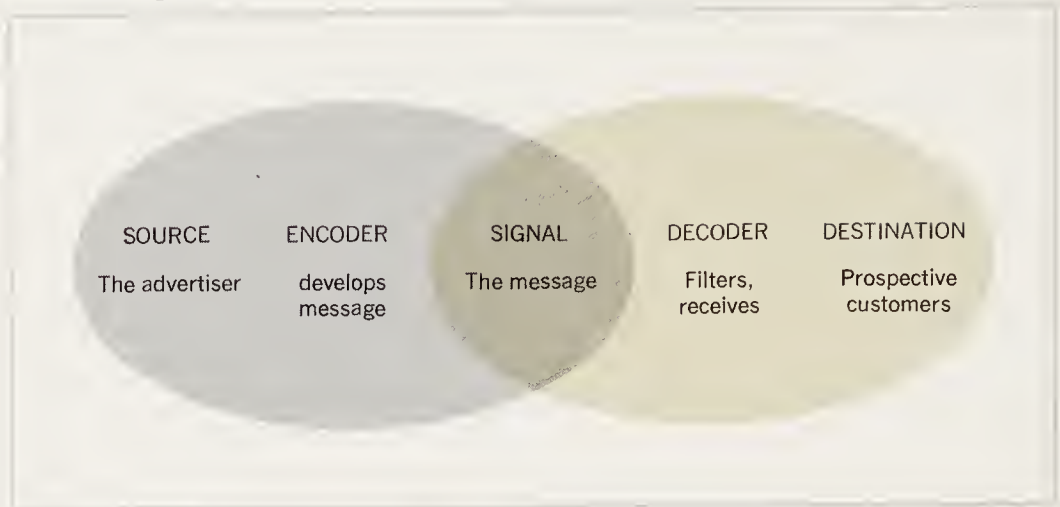 SOURCE ENCODER SIGNAL DECODER DESTINATION
The advertiser develops The message Filters, Prospective
message receives customers